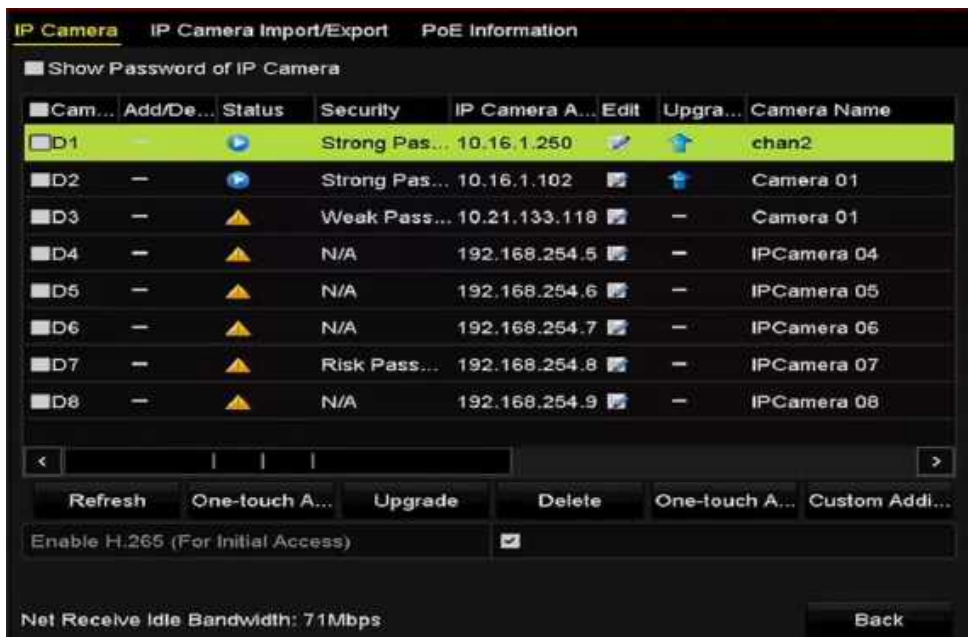 IP Camera IP Camera Import/Export PoE Information
Show Password of IP Camera
Cam... Add/De... Status Security IP Camera A... Edit Upgra... Camera Name
D1 — Strong Pas... 10.16.1.250 chan2
D2 — Strong Pas... 10.16.1.102 Camera 01
D3 — Weak Pass... 10.21.133.118 — Camera 01
D4 — N/A 192.168.254.5 — IPCamera 04
D5 — N/A 192.168.254.6 — IPCamera 05
D6 — N/A 192.168.254.7 — IPCamera 06
D7 — Risk Pass... 192.168.254.8 — IPCamera 07
D8 — N/A 192.168.254.9 — IPCamera 08
< >
Refresh One-touch A... Upgrade Delete One-touch A... Custom Addi...
Enable H.265 (For Initial Access)
Net Receive Idle Bandwidth: 71Mbps Back